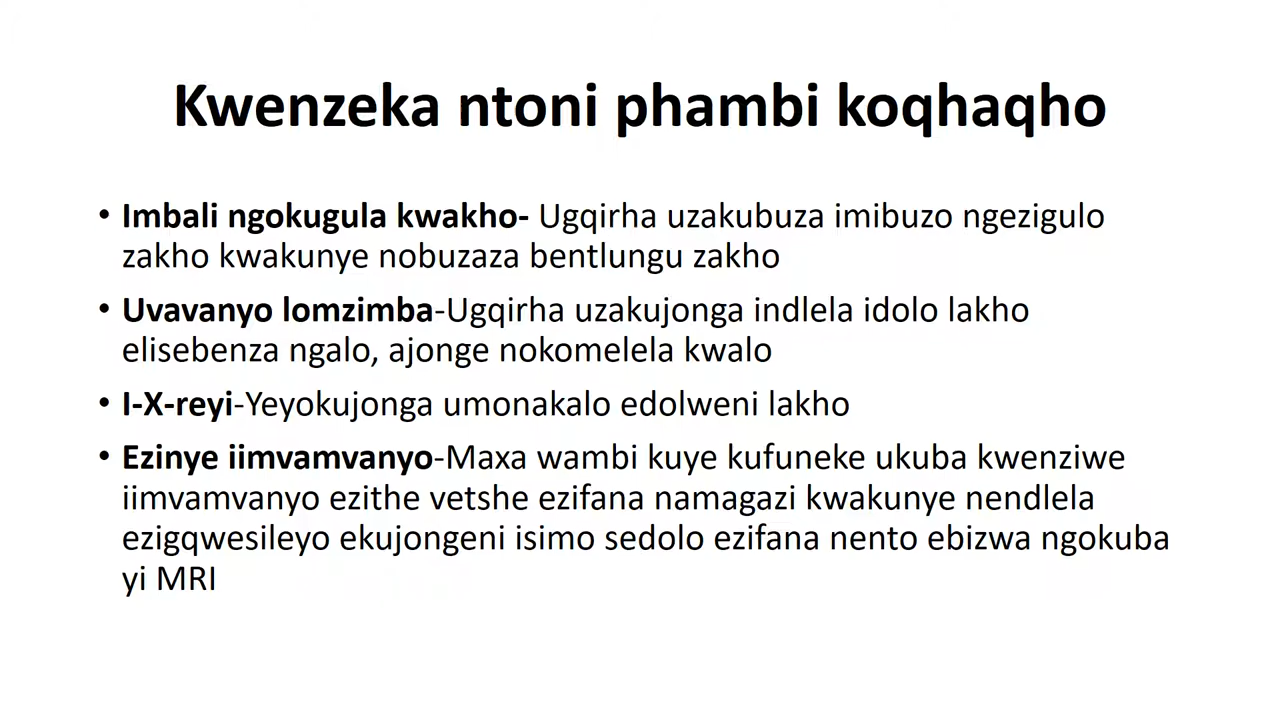 Kwenzeka ntoni phambi koqhaqho
• Imbali ngokugula kwakho- Ugqirha uzakubuza imibuzo ngezigulo
zakho kwakunye nobuzaza bentlungu zakho
• Uvavanyo lomzimba-Ugqirha uzakujonga indlela idolo lakho
elisebenza ngalo, ajonge nokomelela kwalo
• I-X-reyi-Yeyokujonga umonakalo edolweni lakho
• Ezinye iimvamvanyo-Maxa wambi kuye kufuneke ukuba kwenziwe
iimvamvanyo ezithe vetshe ezifana namagazi kwakunye nendlela
ezigqwesileyo ekujongeni isimo sedolo ezifana nento ebizwa ngokuba
yi MRI